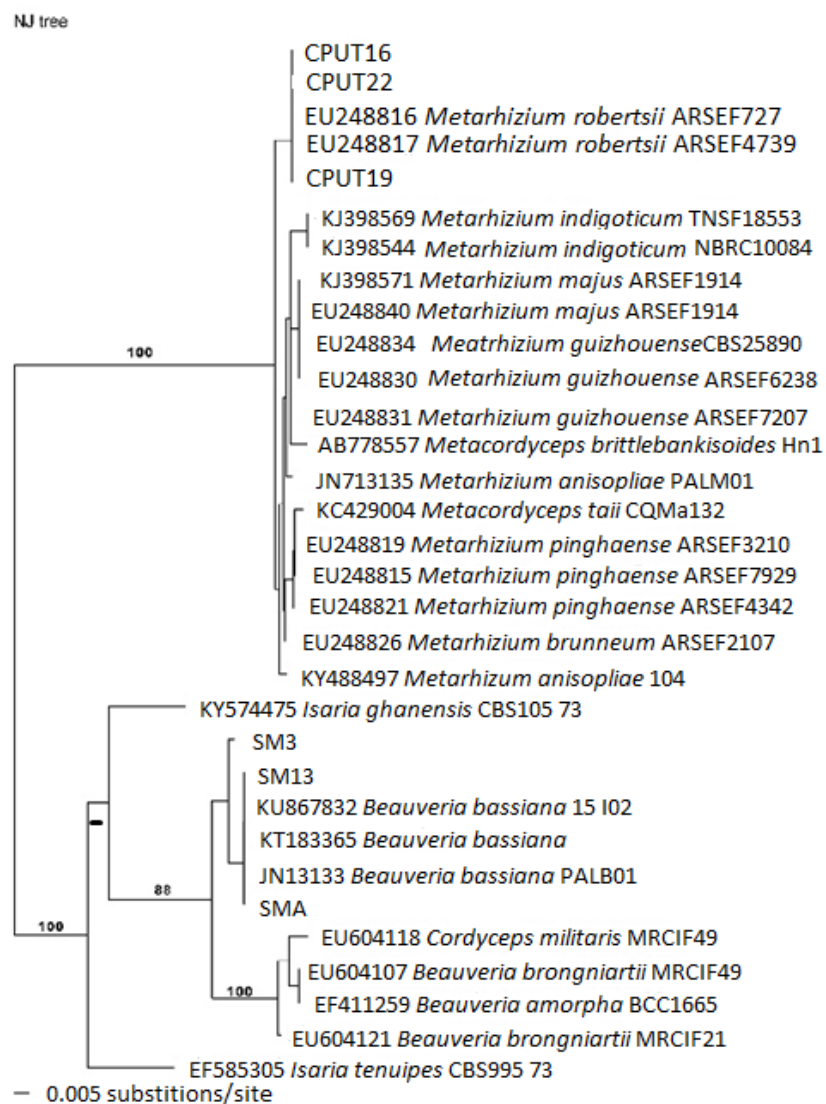 NJ tree
CPUT16
CPUT22
EU248816 Metarhizium robertsii ARSEF727
EU248817 Metarhizium robertsii ARSEF4739
CPUT19
KJ398569 Metarhizium indigoticum TNSF18553
KJ398544 Metarhizium indigoticum NBRC10084
KJ398571 Metarhizium majus ARSEF1914
EU248840 Metarhizium majus ARSEF1914
100
EU248834 Meatrhizium guizhouenseCBS25890
EU248830 Metarhizium guizhouense ARSEF6238
EU248831 Metarhizium guizhouense ARSEF7207
AB778557 Metacordyceps brittlebankisoides Hn1
JN713135 Metarhizium anisopliae PALM01
KC429004 Metacordyceps taii CQMa132
EU248819 Metarhizium pinghaense ARSEF3210
EU248815 Metarhizium pinghaense ARSEF7929
EU248821 Metarhizium pinghaense ARSEF4342
EU248826 Metarhizium brunneum ARSEF2107
KY488497 Metarhizum anisopliae 104
KY574475 Isaria ghanensis CBS105 73
SM3
SM13
KU867832 Beauveria bassiana 15 I02
KT183365 Beauveria bassiana
JN13133 Beauveria bassiana PALB01
88
SMA
100
EU604118 Cordyceps militaris MRCIF49
EU604107 Beauveria brongniartii MRCIF49
100
EF411259 Beauveria amorpha BCC1665
EU604121 Beauveria brongniartii MRCIF21
EF585305 Isaria tenuipes CBS995 73
0.005 substitions/site